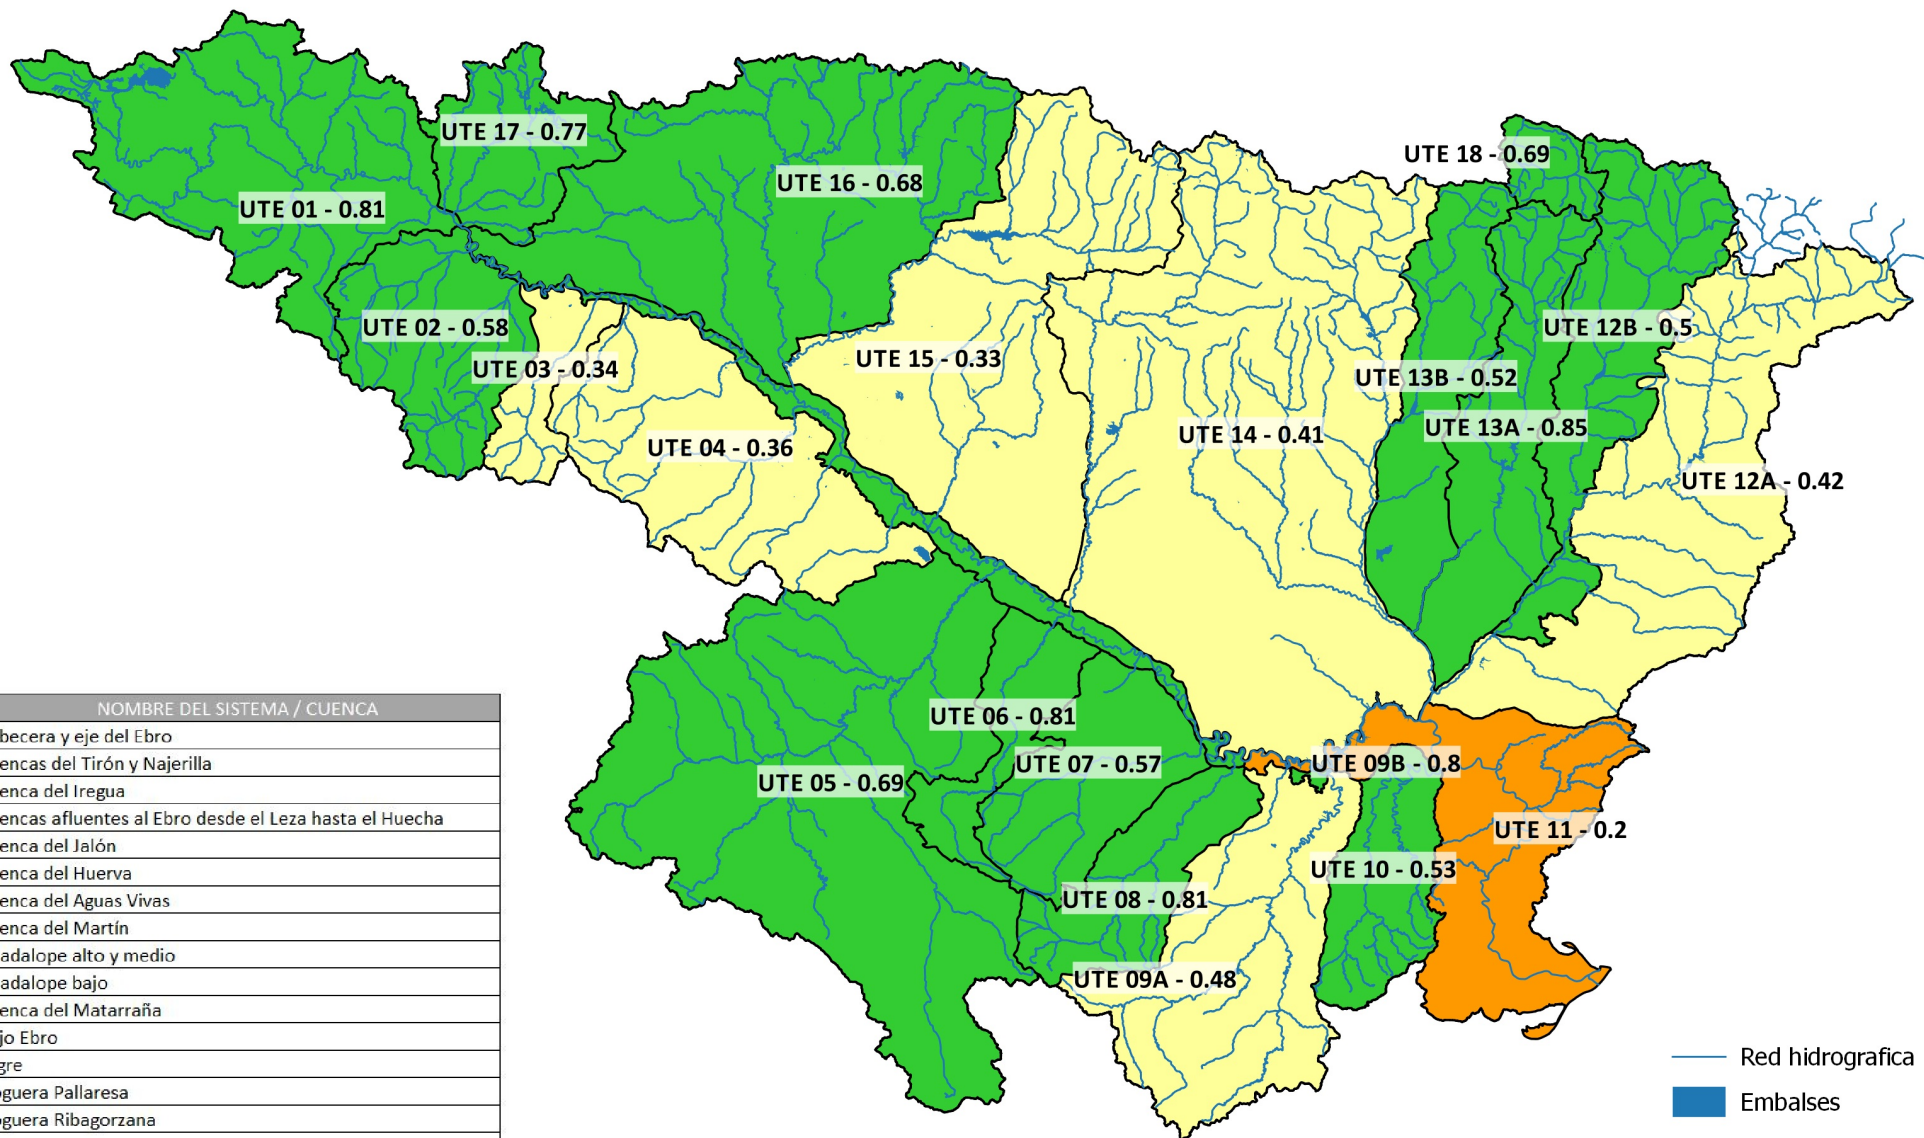 UTE 17 - 0.77
UTE 18 - 0.69
UTE 16 - 0.68
UTE 01 - 0.81
UTE 02 - 0.58
UTE 12B - 0.5
UTE 03 - 0.34
UTE 15 - 0.33
UTE 13B - 0.52
UTE 13A - 0.85
UTE 14 - 0.41
UTE 04 - 0.36
UTE 12A - 0.42
UTE 06 - 0.81
UTE 07 - 0.57
UTE 09B - 0.8
UTE 05 - 0.69
UTE 11 - 0.2
UTE 10 - 0.53
UTE 08 - 0.81
UTE 09A - 0.48
NOMBRE DEL SISTEMA / CUENCA
becera y eje del Ebro
encas del Tirón y Najerilla
enca del Iregua
encas afluentes al Ebro desde el Leza hasta el Huecha
enca del Jalón
enca del Huerva
enca del Aguas Vivas
enca del Martín
adalope alto y medio
adalope bajo
enca del Matarraña
jo Ebro
gre
oguera Pallaresa
oguera Ribagorzana
Red hidrografica
Embalses